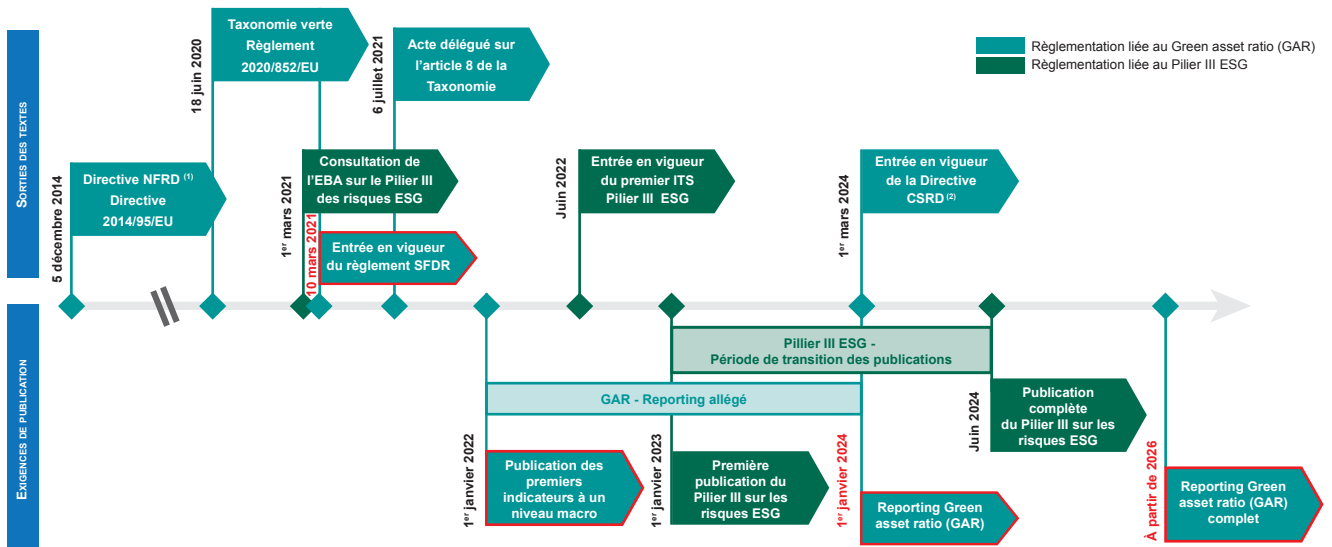 SORTIES DES TEXTES
EXIGENCES DE PUBLICATION
Règlementation liée au Green asset ratio (GAR)
Règlementation liée au Pilier III ESG
18 juin 2020
Taxonomie verte
Règlement
2020/852/EU
6 juillet 2021
Acte délégué sur
l'article 8 de la
Taxonomie
5 décembre 2014
Directive NFRD (1)
Directive
2014/95/EU
1er mars 2021
Consultation de
l'EBA sur le Pilier III
des risques ESG
10 mars 2021
Entrée en vigueur
du règlement SFDR
Juin 2022
Entrée en vigueur
du premier ITS
Pilier III ESG
1er mars 2024
Entrée en vigueur
de la Directive
CSRD(2)
Pillier III ESG -
Période de transition des publications
GAR - Reporting allégé
1er janvier 2022
Publication des
premiers
indicateurs à un
niveau macro
1er janvier 2023
Première
publication du
Pilier III sur les
risques ESG
1er janvier 2024
Reporting Green
asset ratio (GAR)
Juin 2024
Publication
complète
du Pilier III sur les
risques ESG
À partir de 2026
Reporting Green
asset ratio (GAR)
complet